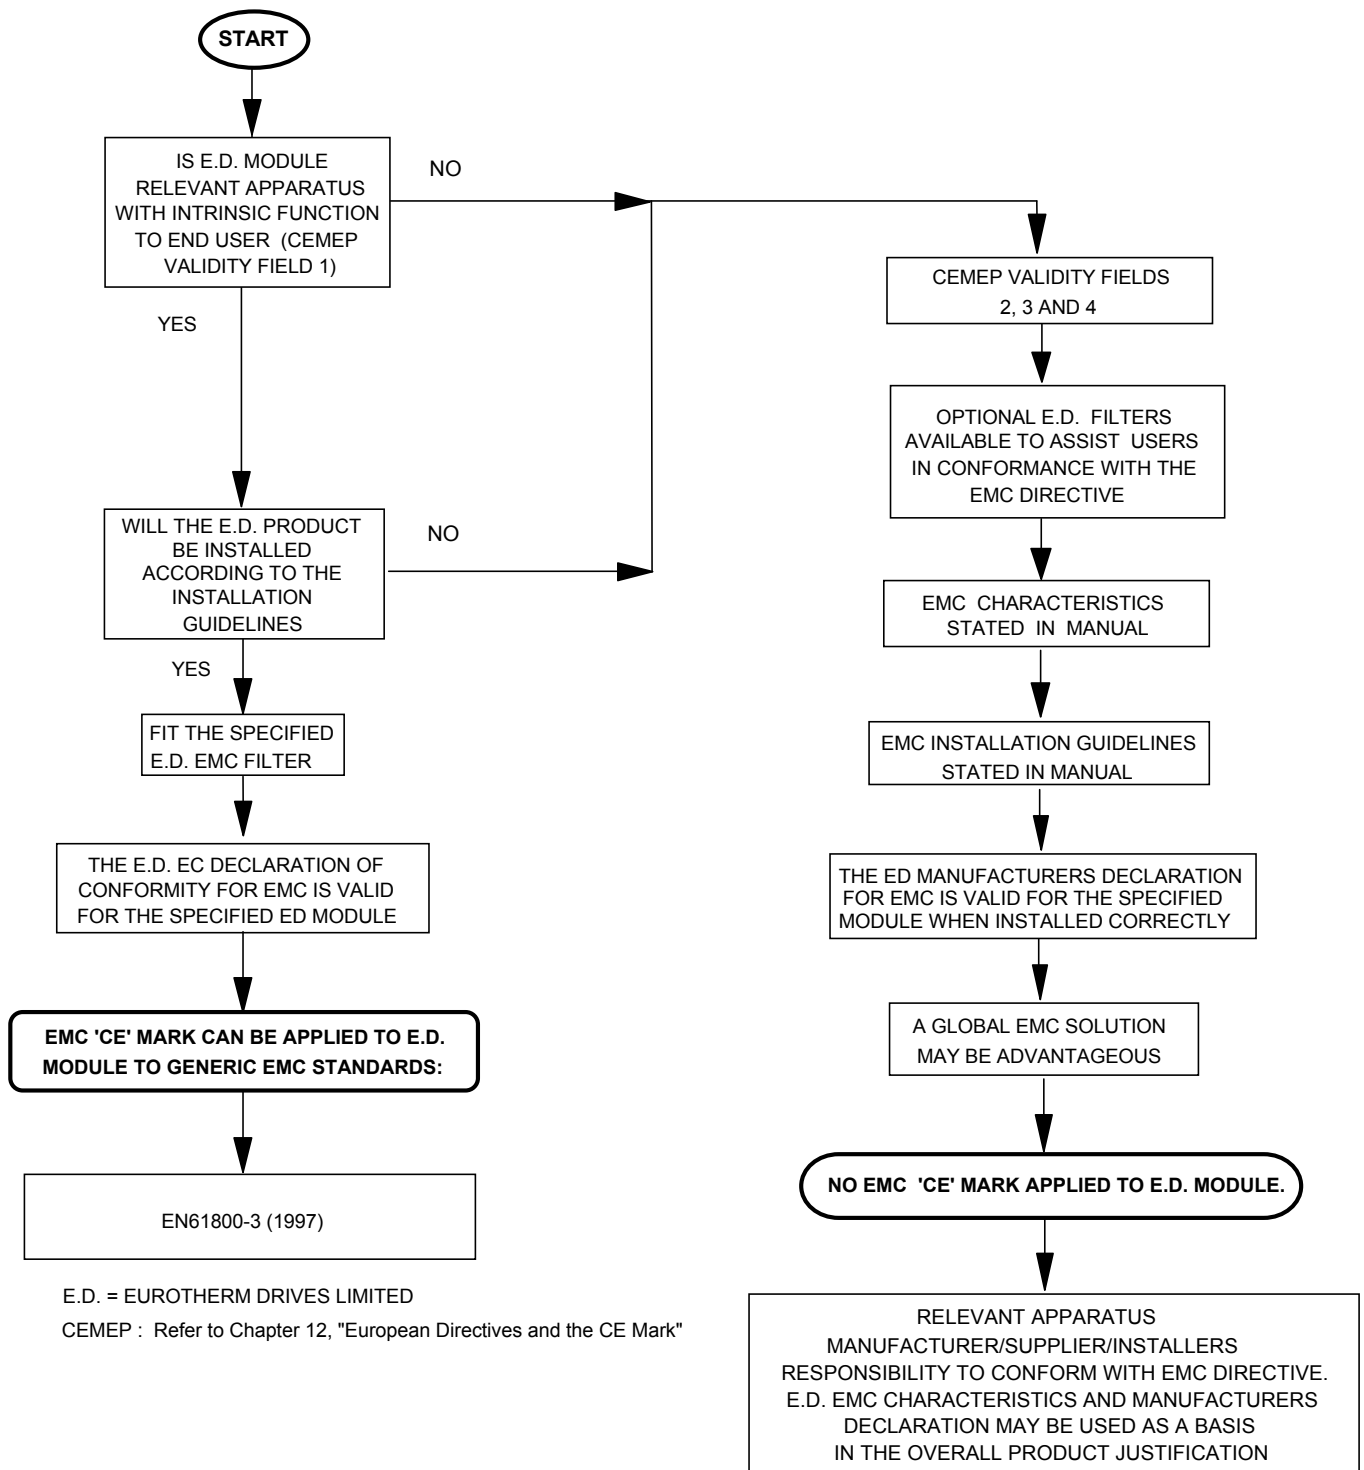 START
IS E.D. MODULE
RELEVANT APPARATUS
WITH INTRINSIC FUNCTION
TO END USER (CEMEP
VALIDITY FIELD 1)
NO
YES
WILL THE E.D. PRODUCT
BE INSTALLED
ACCORDING TO THE
INSTALLATION
GUIDELINES
NO
YES
FIT THE SPECIFIED
E.D. EMC FILTER
THE E.D. EC DECLARATION OF
CONFORMITY FOR EMC IS VALID
FOR THE SPECIFIED ED MODULE
EMC 'CE' MARK CAN BE APPLIED TO E.D.
MODULE TO GENERIC EMC STANDARDS:
EN61800-3 (1997)
E.D. = EUROTHERM DRIVES LIMITED
CEMEP : Refer to Chapter 12, "European Directives and the CE Mark"
CEMEP VALIDITY FIELDS
2, 3 AND 4
OPTIONAL E.D. FILTERS
AVAILABLE TO ASSIST USERS
IN CONFORMANCE WITH THE
EMC DIRECTIVE
EMC CHARACTERISTICS
STATED IN MANUAL
EMC INSTALLATION GUIDELINES
STATED IN MANUAL
THE ED MANUFACTURERS DECLARATION
FOR EMC IS VALID FOR THE SPECIFIED
MODULE WHEN INSTALLED CORRECTLY
A GLOBAL EMC SOLUTION
MAY BE ADVANTAGEOUS
NO EMC 'CE' MARK APPLIED TO E.D. MODULE.
RELEVANT APPARATUS
MANUFACTURER/SUPPLIER/INSTALLERS
RESPONSIBILITY TO CONFORM WITH EMC DIRECTIVE.
E.D. EMC CHARACTERISTICS AND MANUFACTURERS
DECLARATION MAY BE USED AS A BASIS
IN THE OVERALL PRODUCT JUSTIFICATION